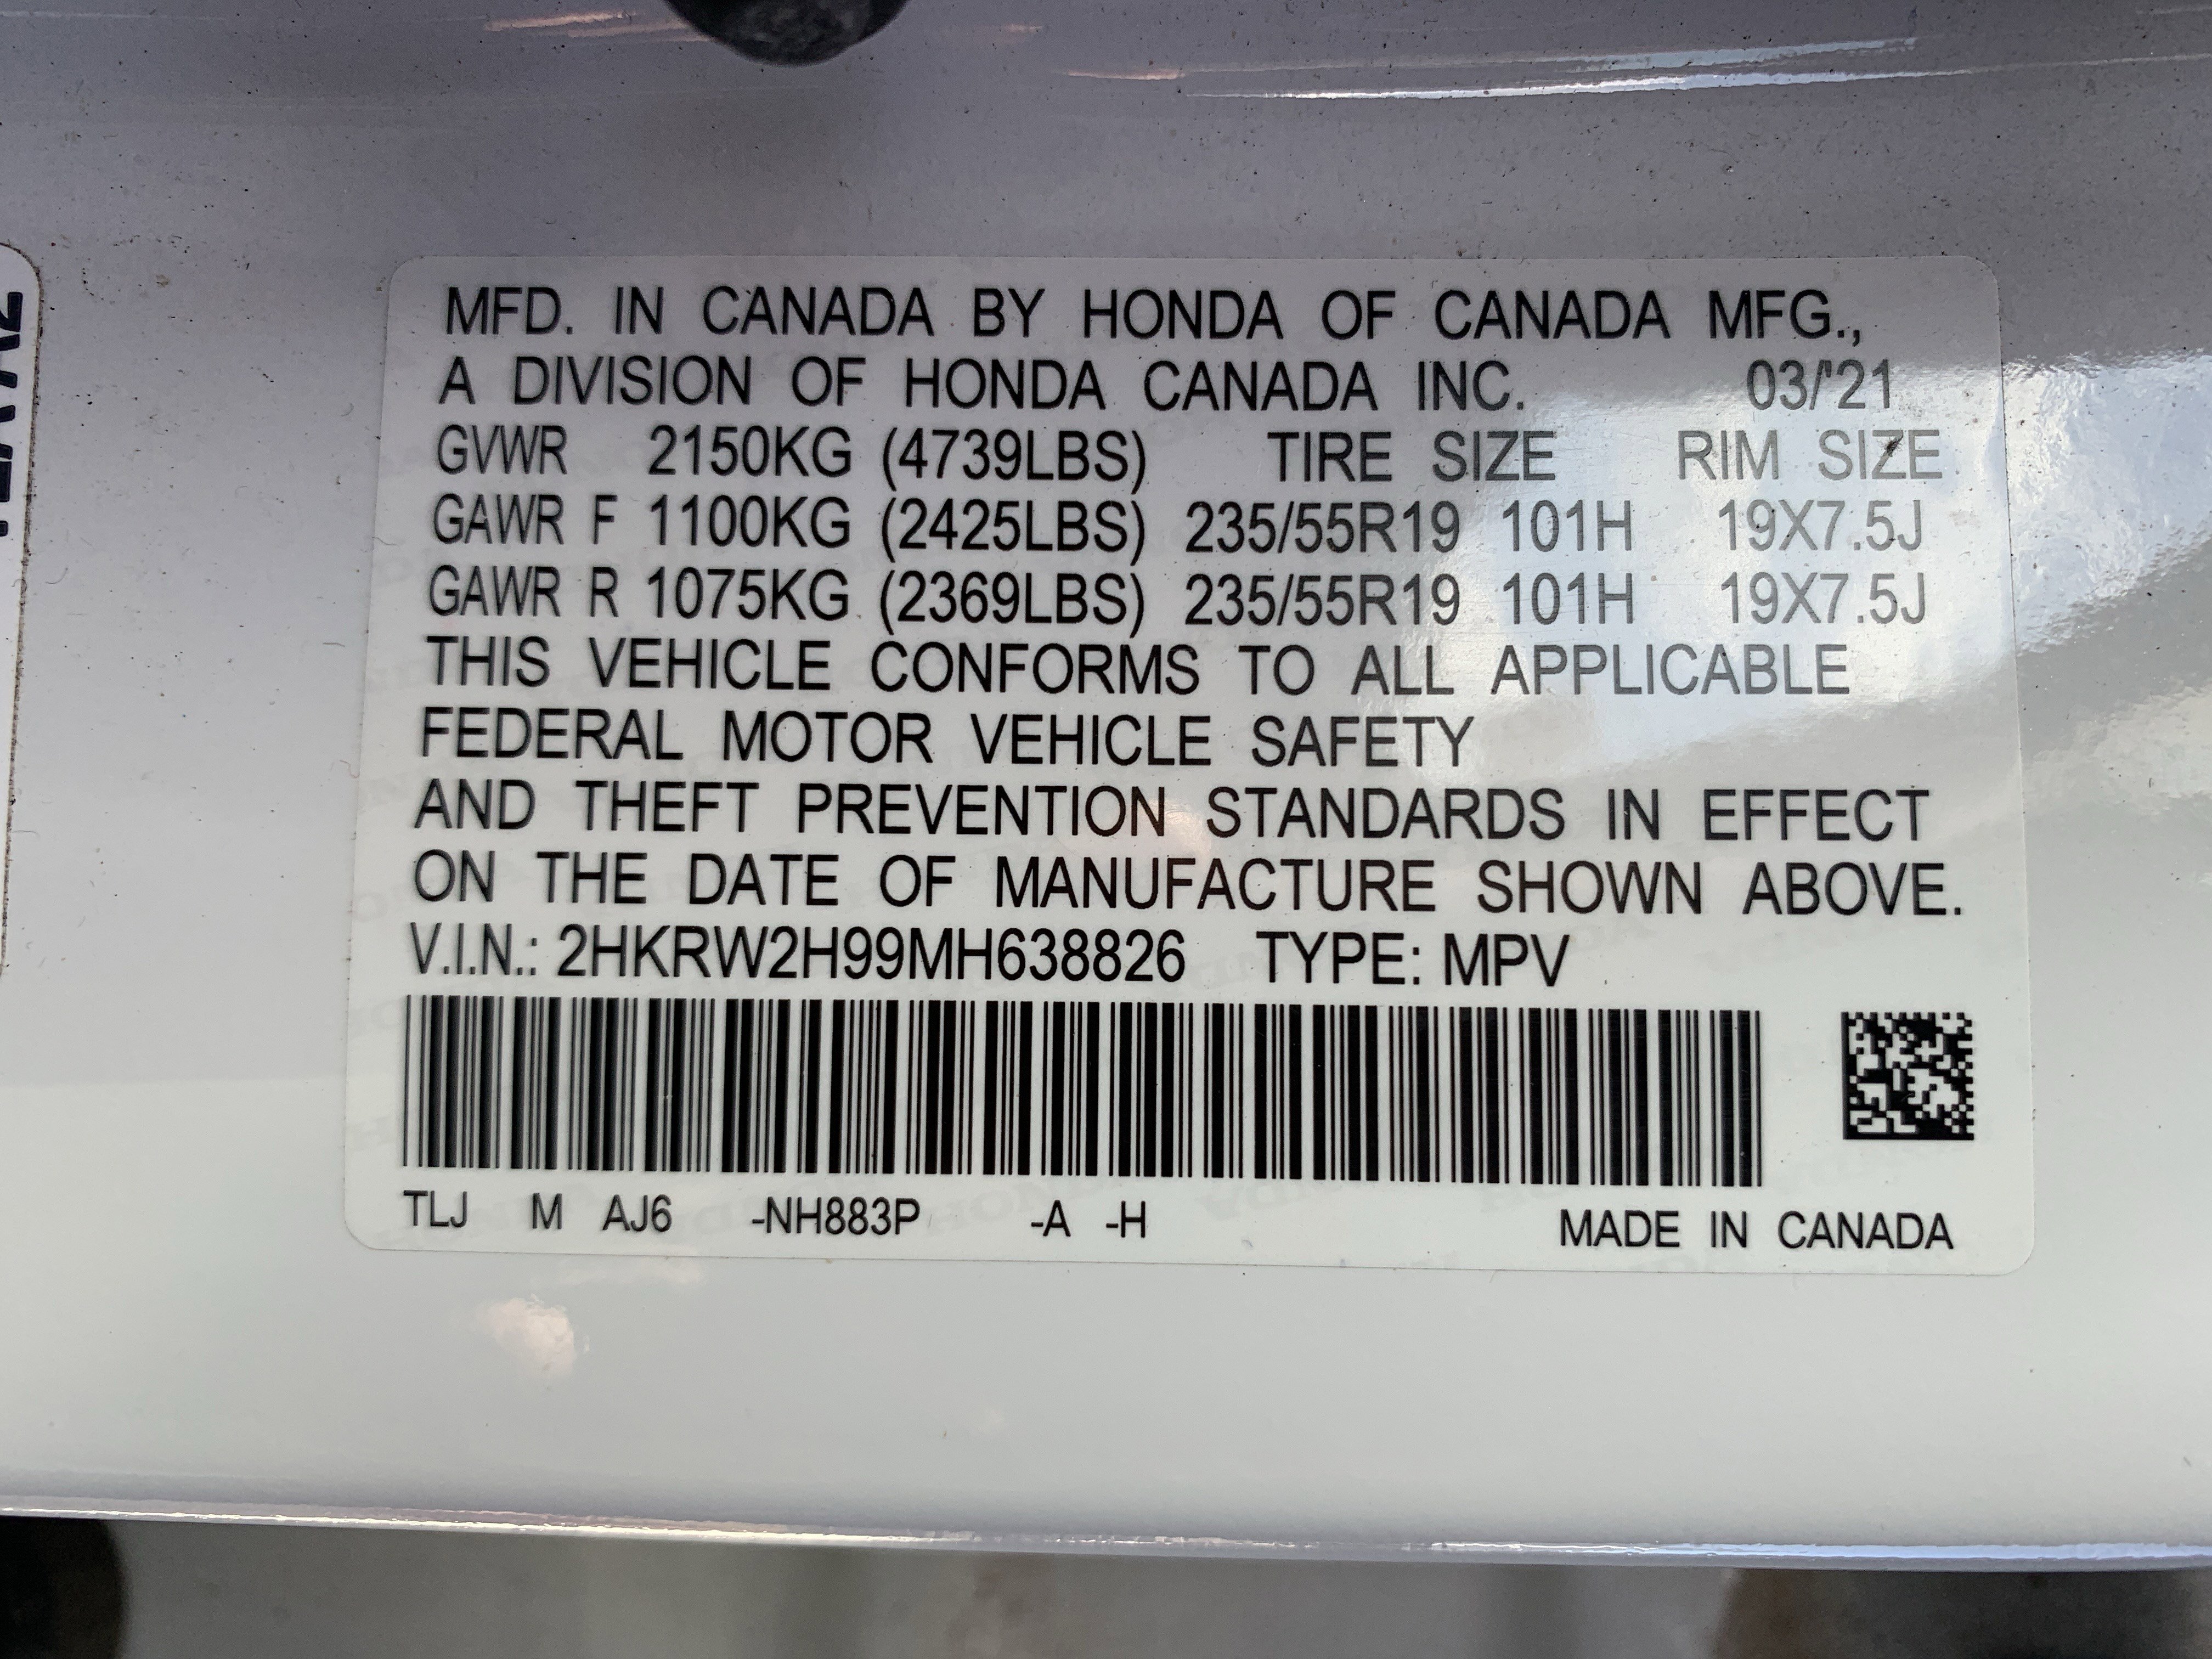 MFD. IN CANADA BY HONDA OF CANADA MFG.,
A DIVISION OF HONDA CANADA INC. 03/'21
GVWR 2150KG (4739LBS) TIRE SIZE RIM SIZE
GAWR F 1100KG (2425LBS) 235/55R19 101H 19X7.5J
GAWR R 1075KG (2369LBS) 235/55R19 101H 19X7.5J
THIS VEHICLE CONFORMS TO ALL APPLICABLE
FEDERAL MOTOR VEHICLE SAFETY
AND THEFT PREVENTION STANDARDS IN EFFECT
ON THE DATE OF MANUFACTURE SHOWN ABOVE.
V.I.N.: 2HKRW2H99MH638826 TYPE: MPV
TLJ M AJ6 -NH883P -A -H MADE IN CANADA